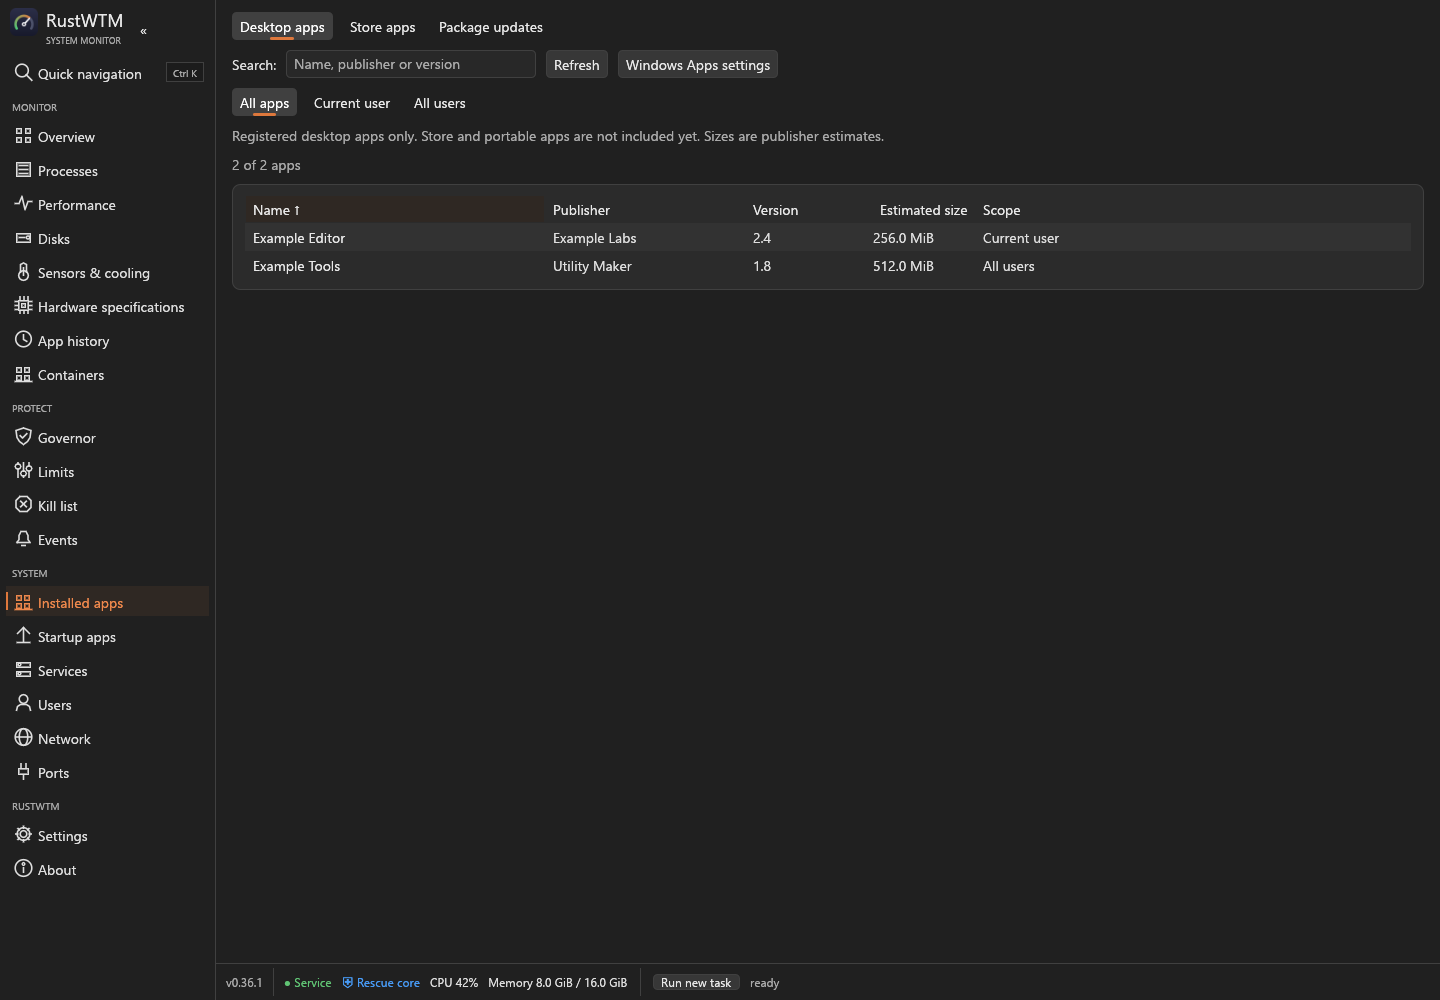 RustWTM
SYSTEM MONITOR
«
Quick navigation Ctrl K
MONITOR
Overview
Processes
Performance
Disks
Sensors & cooling
Hardware specifications
App history
Containers
PROTECT
Governor
Limits
Kill list
Events
SYSTEM
Installed apps
Startup apps
Services
Users
Network
Ports
RUSTWTM
Settings
About
Desktop apps Store apps Package updates
Search: Name, publisher or version Refresh Windows Apps settings
All apps Current user All users
Registered desktop apps only. Store and portable apps are not included yet. Sizes are publisher estimates.
2 of 2 apps
Name ↑ Publisher Version Estimated size Scope
Example Editor Example Labs 2.4 256.0 MiB Current user
Example Tools Utility Maker 1.8 512.0 MiB All users
v0.36.1 ● Service Rescue core CPU 42% Memory 8.0 GiB / 16.0 GiB Run new task ready